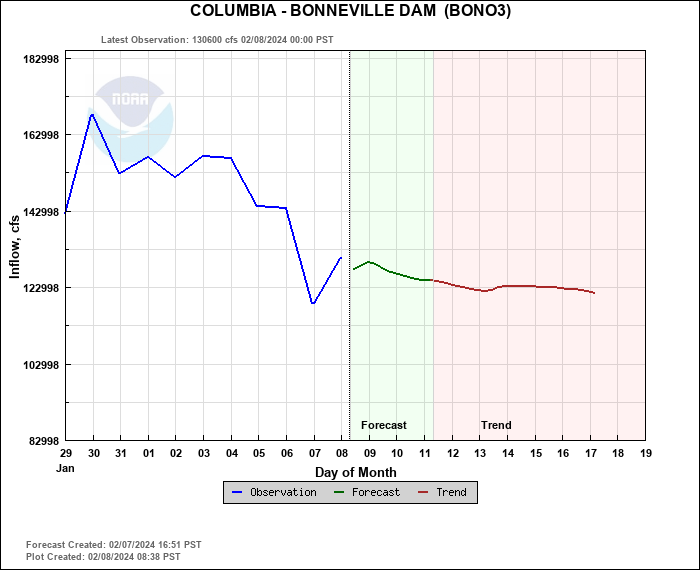 COLUMBIA - BONNEVILLE DAM (BONO3)
Latest Observation: 130600 cfs 02/08/2024 00:00 PST
182998
162998
142998
122998
102998
82998
Inflow, cfs
NOAA
Forecast Trend
29 30 31 01 02 03 04 05 06 07 08 09 10 11 12 13 14 15 16 17 18 19
Jan
Day of Month
Observation Forecast Trend
Forecast Created: 02/07/2024 16:51 PST
Plot Created: 02/08/2024 08:38 PST